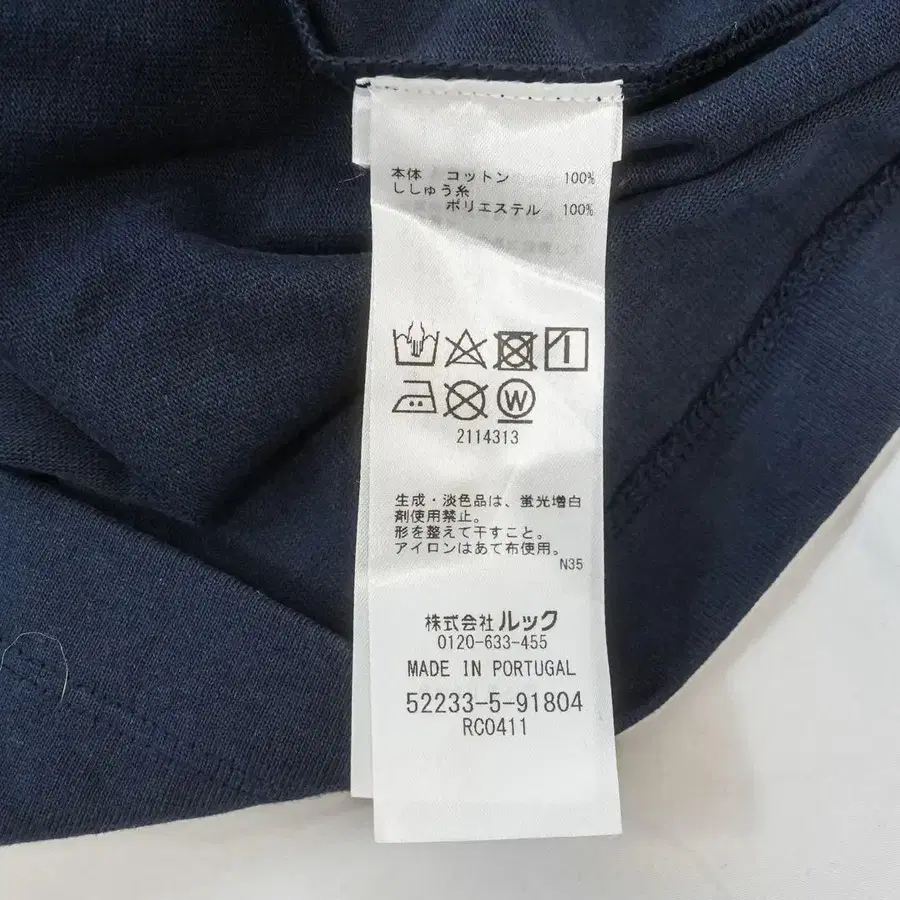 本体 コットン 100%
ししゅう糸
ポリエステル 100%
W
2114313
生成・淡色品は、蛍光増白
剤使用禁止。
形を整えて干すこと。
アイロンはあて布使用。
N35
株式会社 ルック
0120-633-455
MADE IN PORTUGAL
52233-5-91804
RC0411